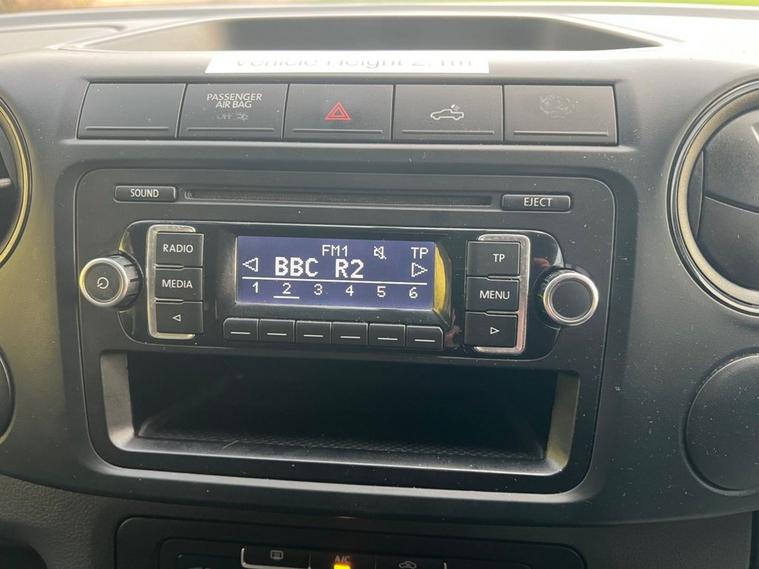 Vehicle Height 2.1m
PASSENGER
AIR BAG
OFF
SOUND
EJECT
RADIO
FM1
TP
TP
BBC R2
MEDIA
MENU
1 2 3 4 5 6
A/C